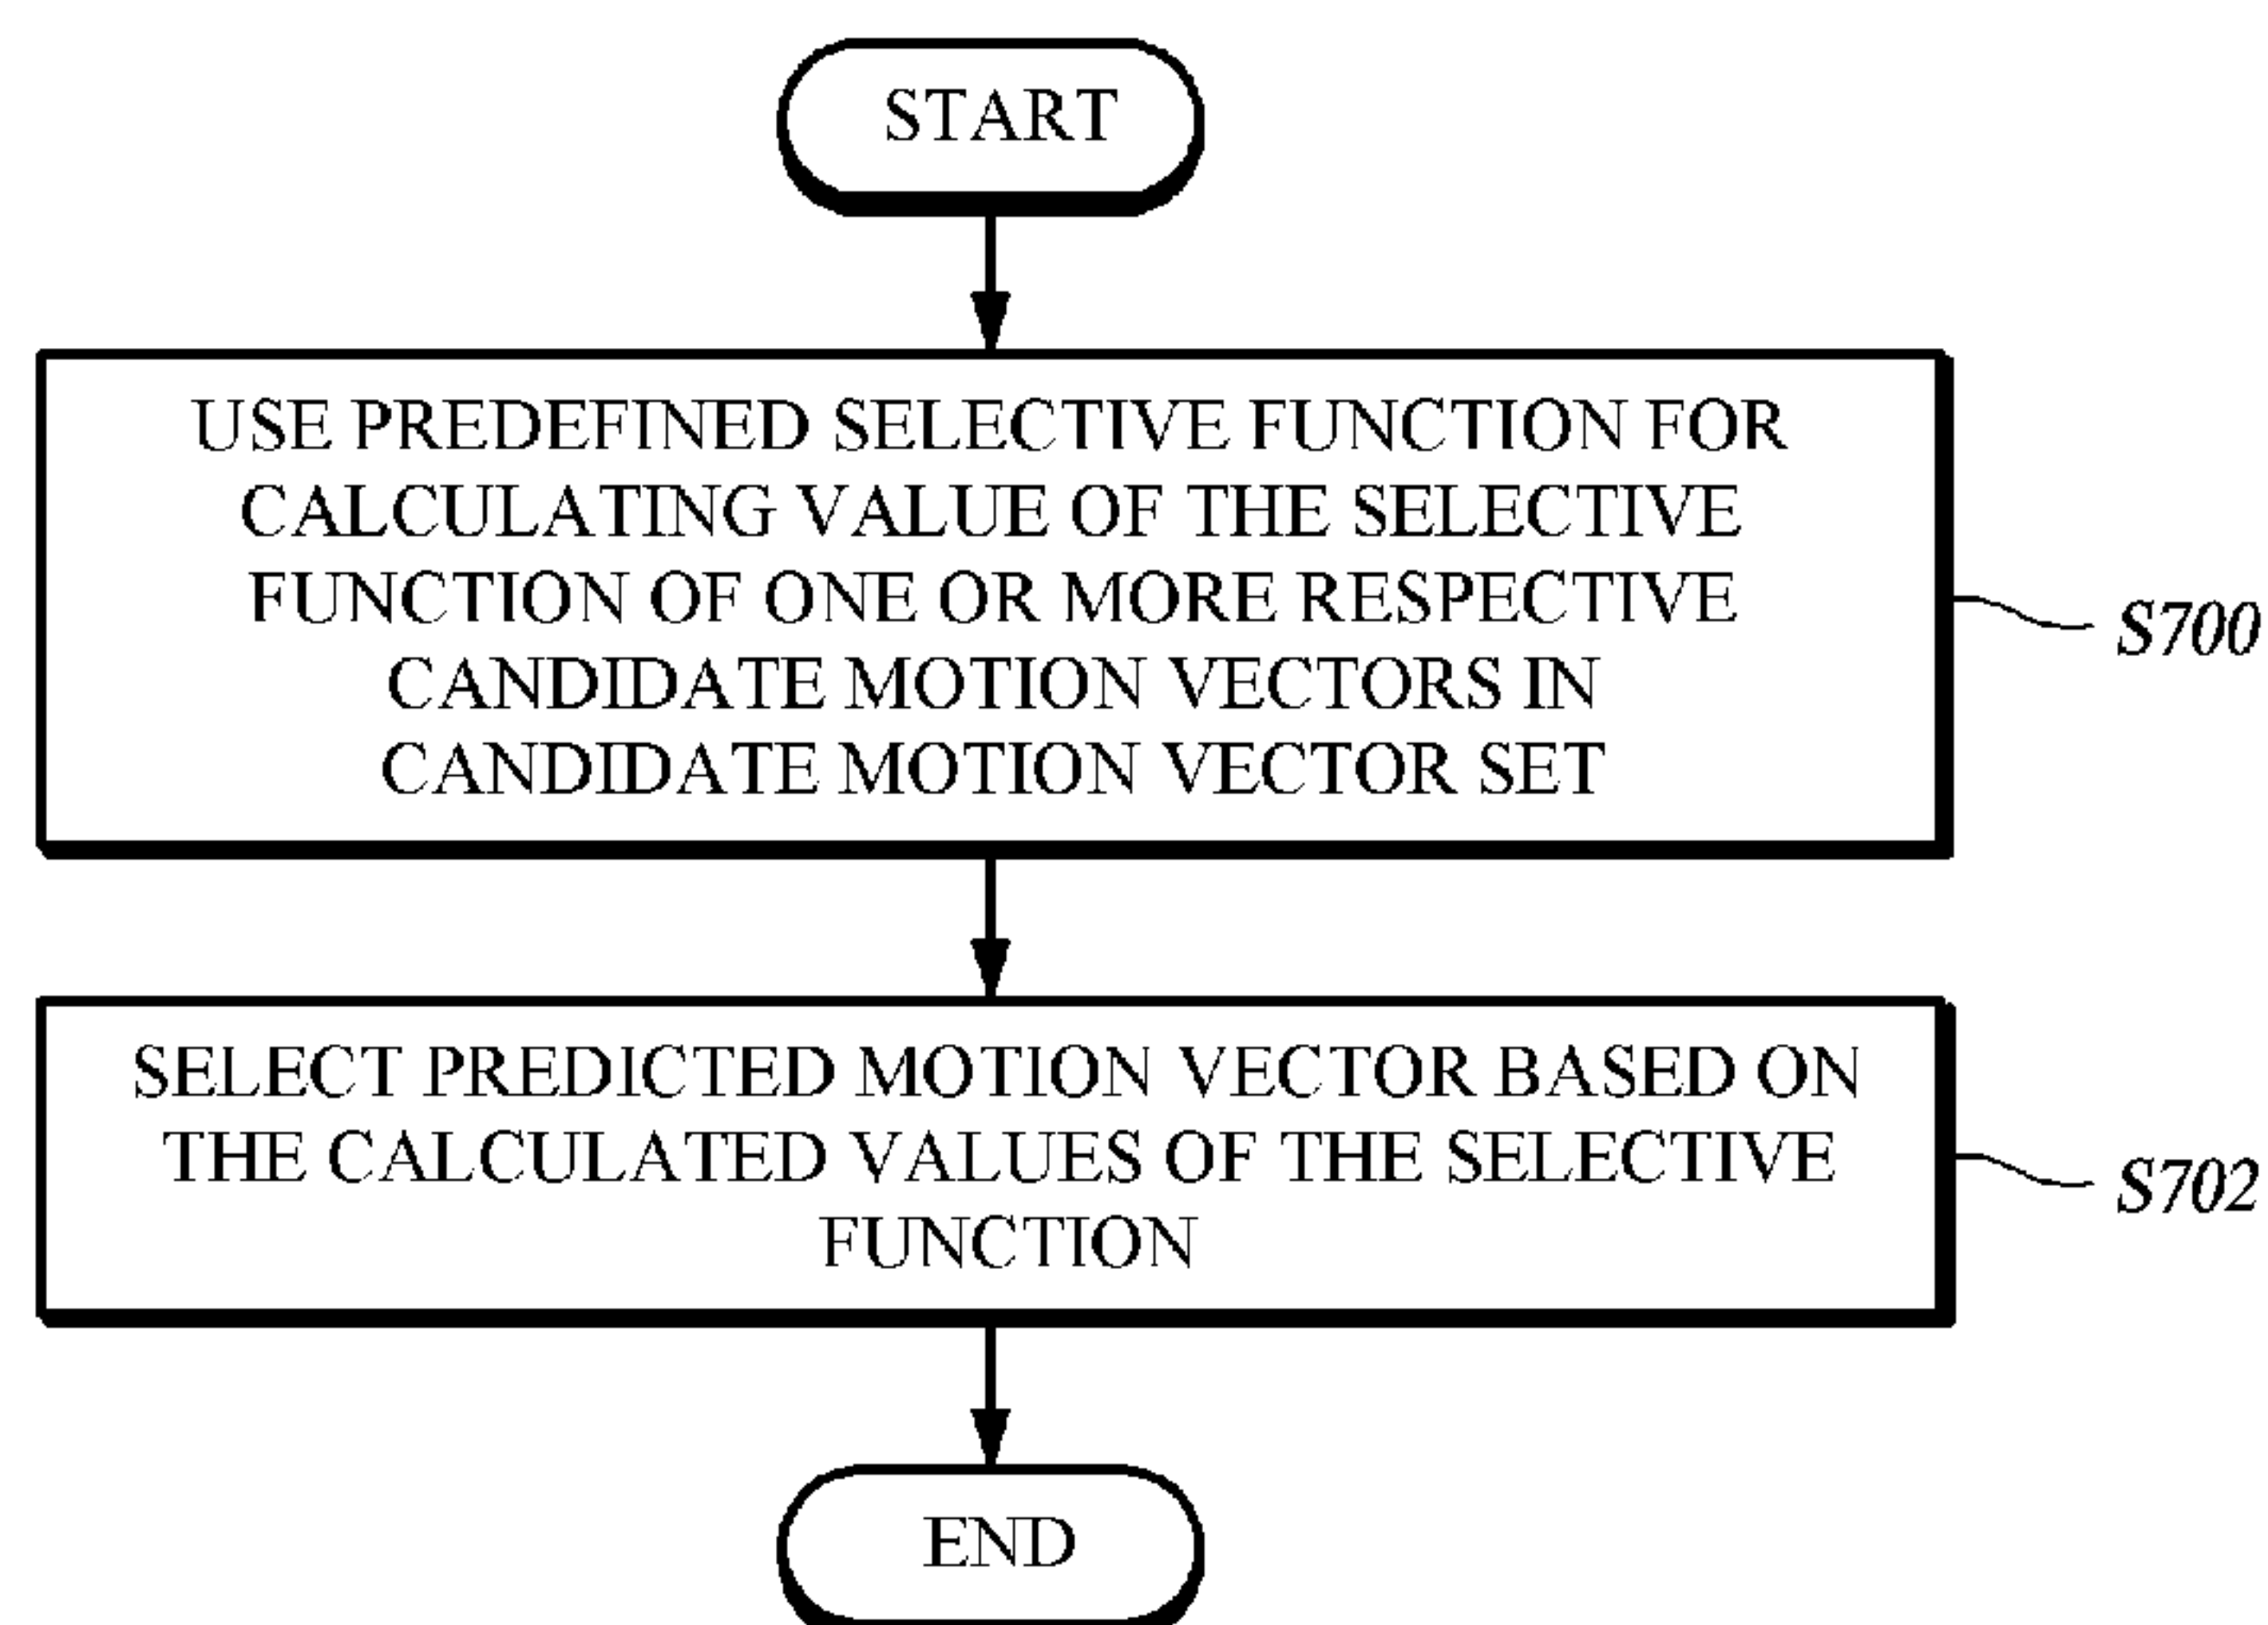 START
USE PREDEFINED SELECTIVE FUNCTION FOR
CALCULATING VALUE OF THE SELECTIVE
FUNCTION OF ONE OR MORE RESPECTIVE
CANDIDATE MOTION VECTORS IN
CANDIDATE MOTION VECTOR SET
S700
SELECT PREDICTED MOTION VECTOR BASED ON
THE CALCULATED VALUES OF THE SELECTIVE
FUNCTION
S702
END